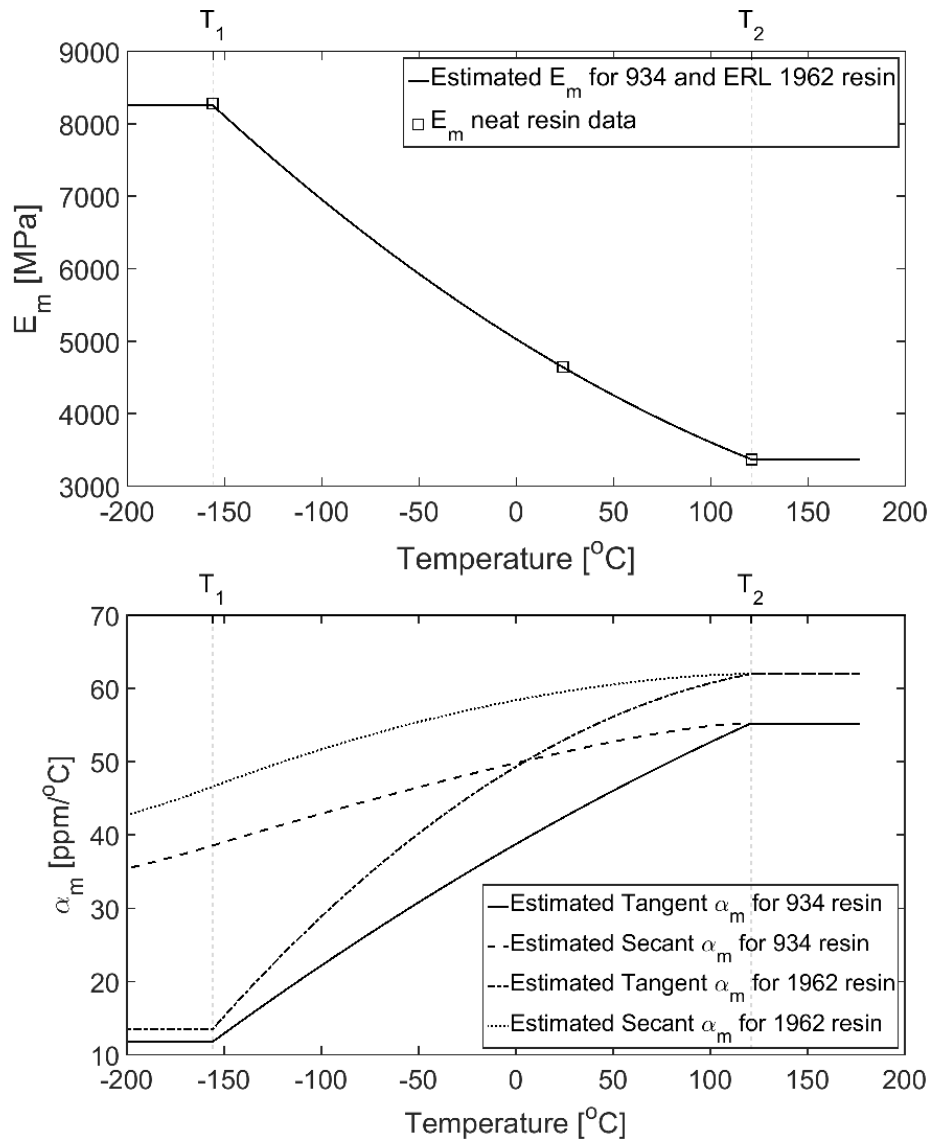 T1 T2
9000
8000
7000
6000
5000
4000
3000
Em [MPa]
Estimated Em for 934 and ERL 1962 resin
Em neat resin data
-200 -150 -100 -50 0 50 100 150 200
Temperature [oC]
T1 T2
70
60
50
40
30
20
10
αm [ppm/oC]
Estimated Tangent αm for 934 resin
Estimated Secant αm for 934 resin
Estimated Tangent αm for 1962 resin
Estimated Secant αm for 1962 resin
-200 -150 -100 -50 0 50 100 150 200
Temperature [oC]